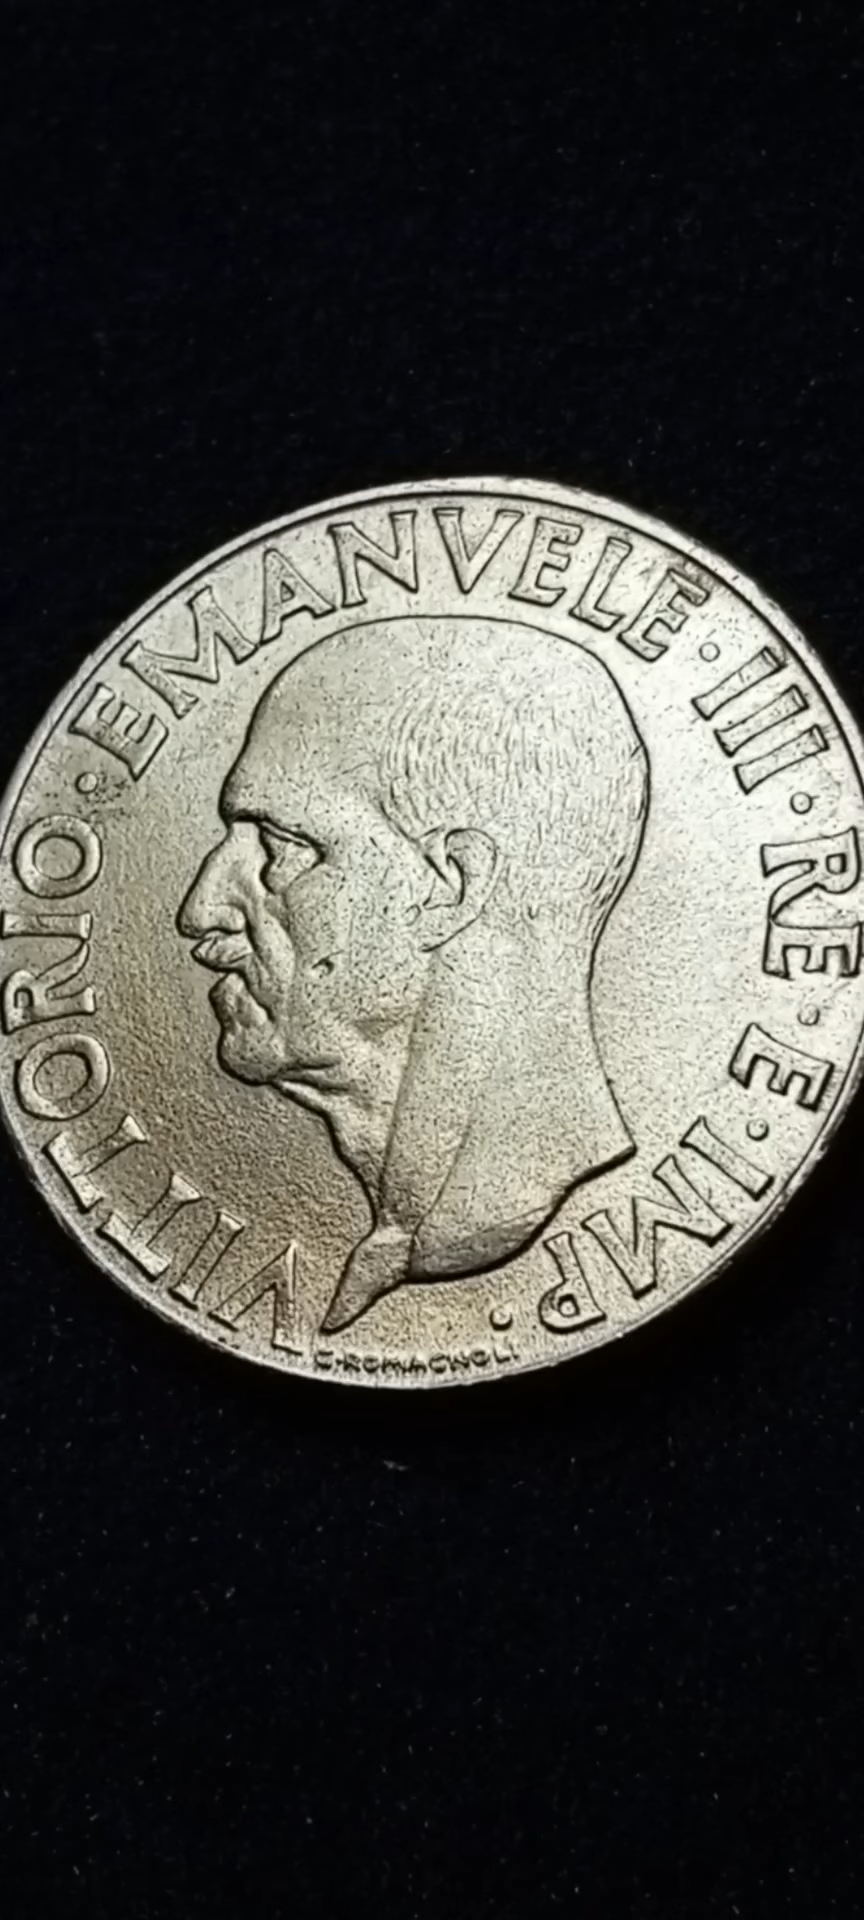 VITTORIO · EMANVELE · III · RE · E · IMP ·
G·ROMAGNOLI